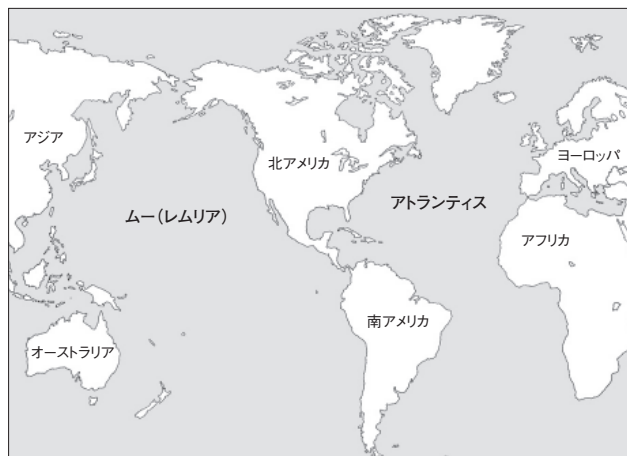 アジア
北アメリカ
ヨーロッパ
ムー(レムリア)
アトランティス
アフリカ
南アメリカ
オーストラリア